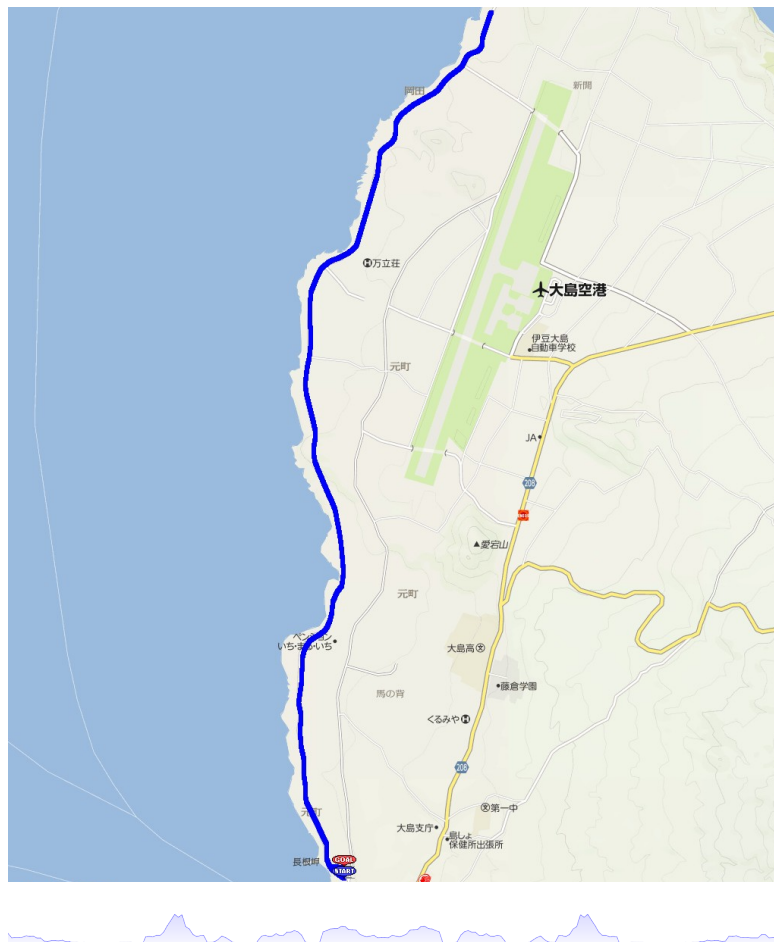 岡田
新開
万立荘
大島空港
伊豆大島
自動車学校
元町
JA
208
愛宕山
元町
ペンション
いち・まる・いち
大島高
藤倉学園
馬の背
くるみや
208
第一中
元町
大島支庁
島しょ
保健所出張所
長根岬
GOAL
START